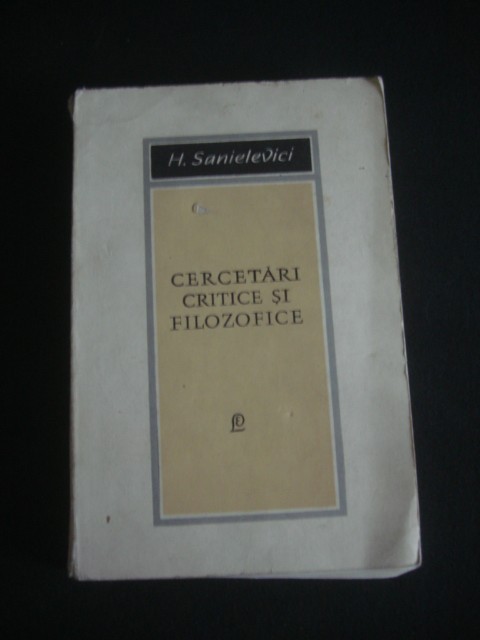 H. Sanielevici
CERCETĂRI
CRITICE ȘI
FILOZOFICE